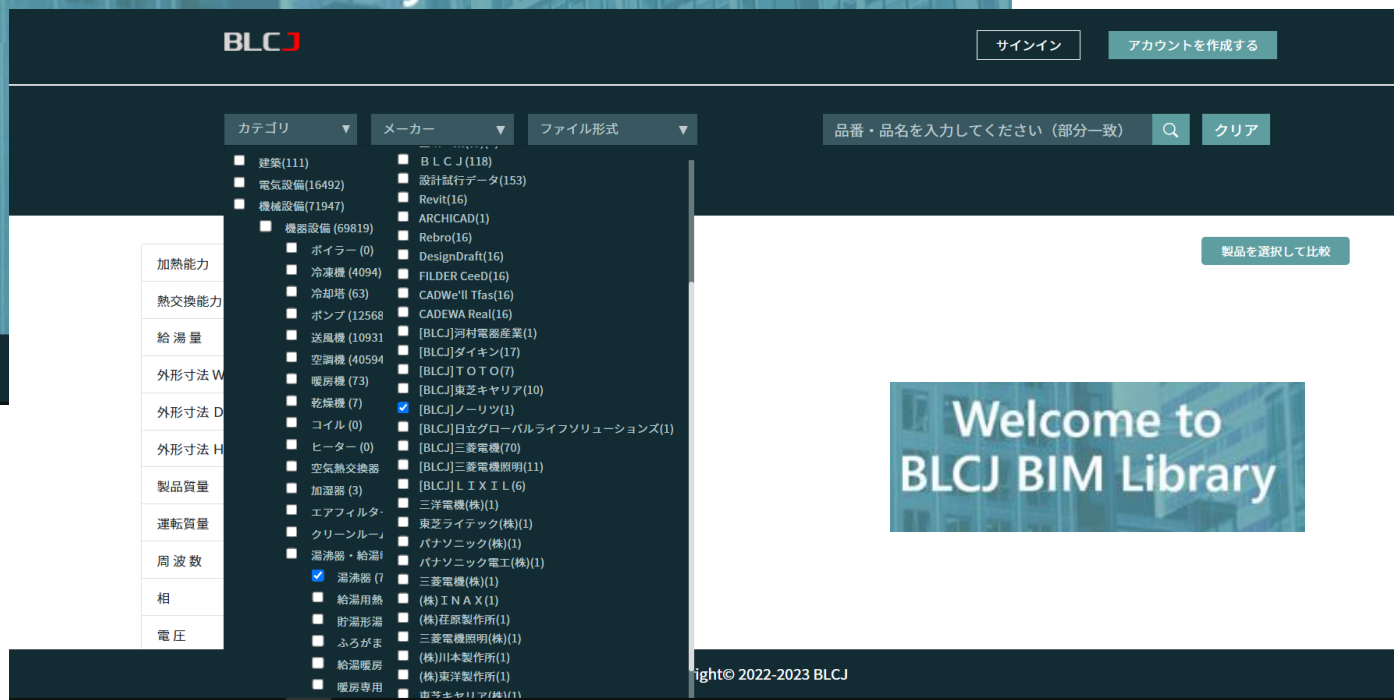 BLCJ
サインイン
アカウントを作成する
カテゴリ ▼
メーカー ▼
ファイル形式 ▼
品番・品名を入力してください（部分一致）
クリア
建築(111)
電気設備(16492)
機械設備(71947)
機器設備 (69819)
ボイラー (0)
冷凍機 (4094)
冷却塔 (63)
ポンプ (12568
送風機 (10931
空調機 (40594
暖房機 (73)
乾燥機 (7)
コイル (0)
ヒーター (0)
空気熱交換器
加湿器 (3)
エアフィルター
クリーンルーム
湯沸器・給湯
湯沸器 (7
給湯用熱
貯湯形湯
ふろがま
給湯暖房
暖房専用
ＢＬＣＪ(118)
設計試行データ(153)
Revit(16)
ARCHICAD(1)
Rebro(16)
DesignDraft(16)
FILDER CeeD(16)
CADWe'll Tfas(16)
CADEWA Real(16)
[BLCJ]河村電器産業(1)
[BLCJ]ダイキン(17)
[BLCJ]ＴＯＴＯ(7)
[BLCJ]東芝キヤリア(10)
[BLCJ]ノーリツ(1)
[BLCJ]日立グローバルライフソリューションズ(1)
[BLCJ]三菱電機(70)
[BLCJ]三菱電機照明(11)
[BLCJ]ＬＩＸＩＬ(6)
三洋電機(株)(1)
東芝ライテック(株)(1)
パナソニック(株)(1)
パナソニック電工(株)(1)
三菱電機(株)(1)
(株)ＩＮＡＸ(1)
(株)荏原製作所(1)
三菱電機照明(株)(1)
(株)川本製作所(1)
(株)東洋製作所(1)
東芝キヤリア(株)(1)
加熱能力
熱交換能力
給 湯 量
外形寸法 W
外形寸法 D
外形寸法 H
製品質量
運転質量
周 波 数
相
電 圧
製品を選択して比較
Welcome to
BLCJ BIM Library
right© 2022-2023 BLCJ